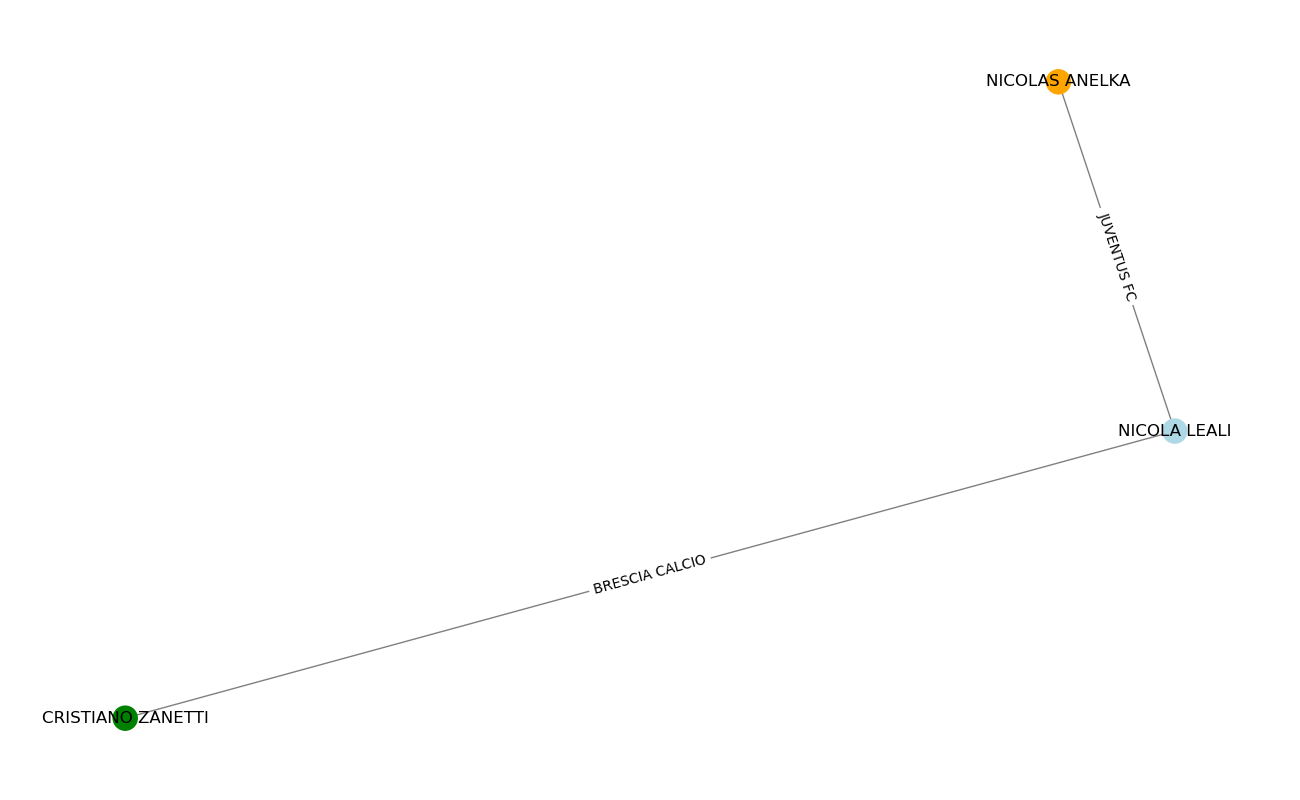 NICOLAS ANELKA
JUVENTUS FC
NICOLA LEALI
BRESCIA CALCIO
CRISTIANO ZANETTI